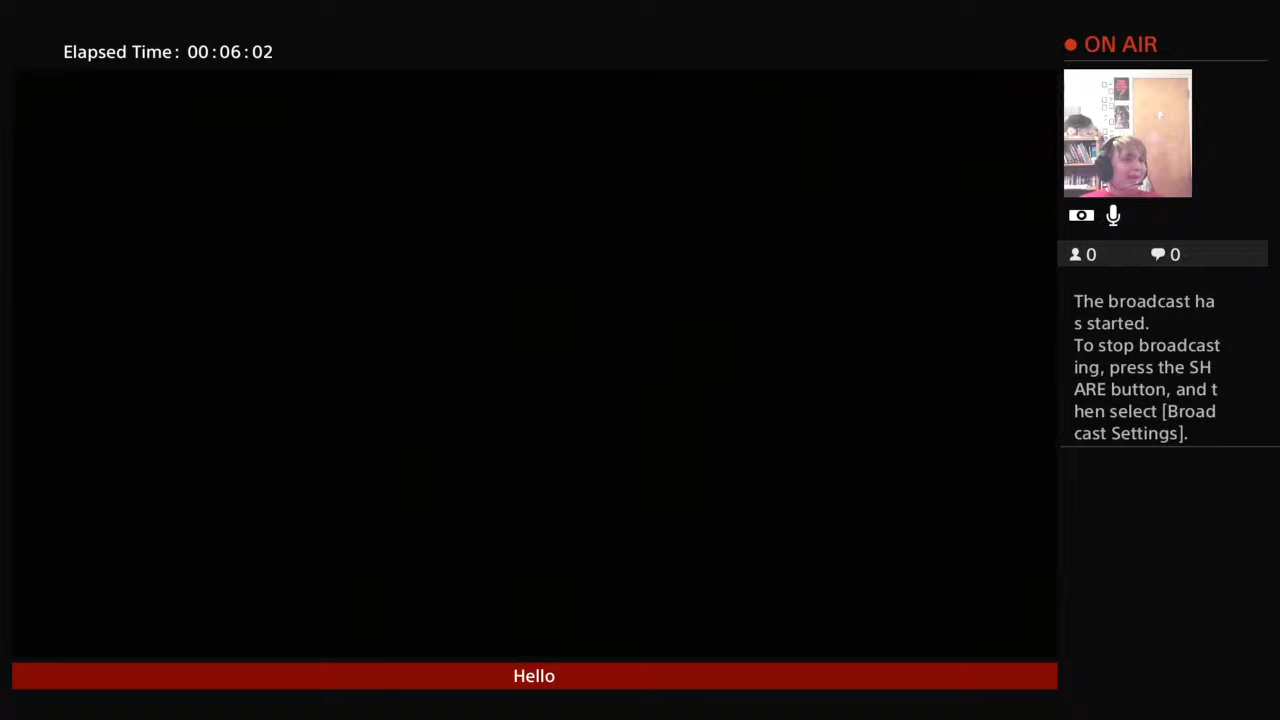 Elapsed Time: 00:06:02
ON AIR
0
0
The broadcast ha
s started.
To stop broadcast
ing, press the SH
ARE button, and t
hen select [Broad
cast Settings].
Hello